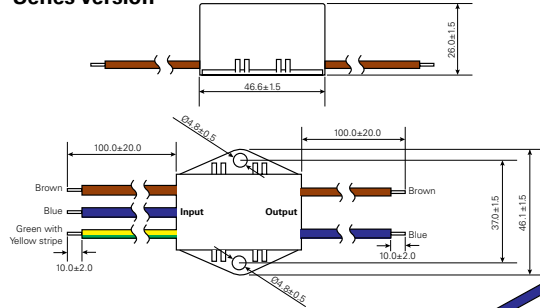 Series version
26.0±1.5
46.6±1.5
Ø4.8±0.5
100.0±20.0
100.0±20.0
Brown
Blue
Green with
Yellow stripe
Input
Output
Brown
Blue
37.0±1.5
46.1±1.5
10.0±2.0
10.0±2.0
Ø4.8±0.5